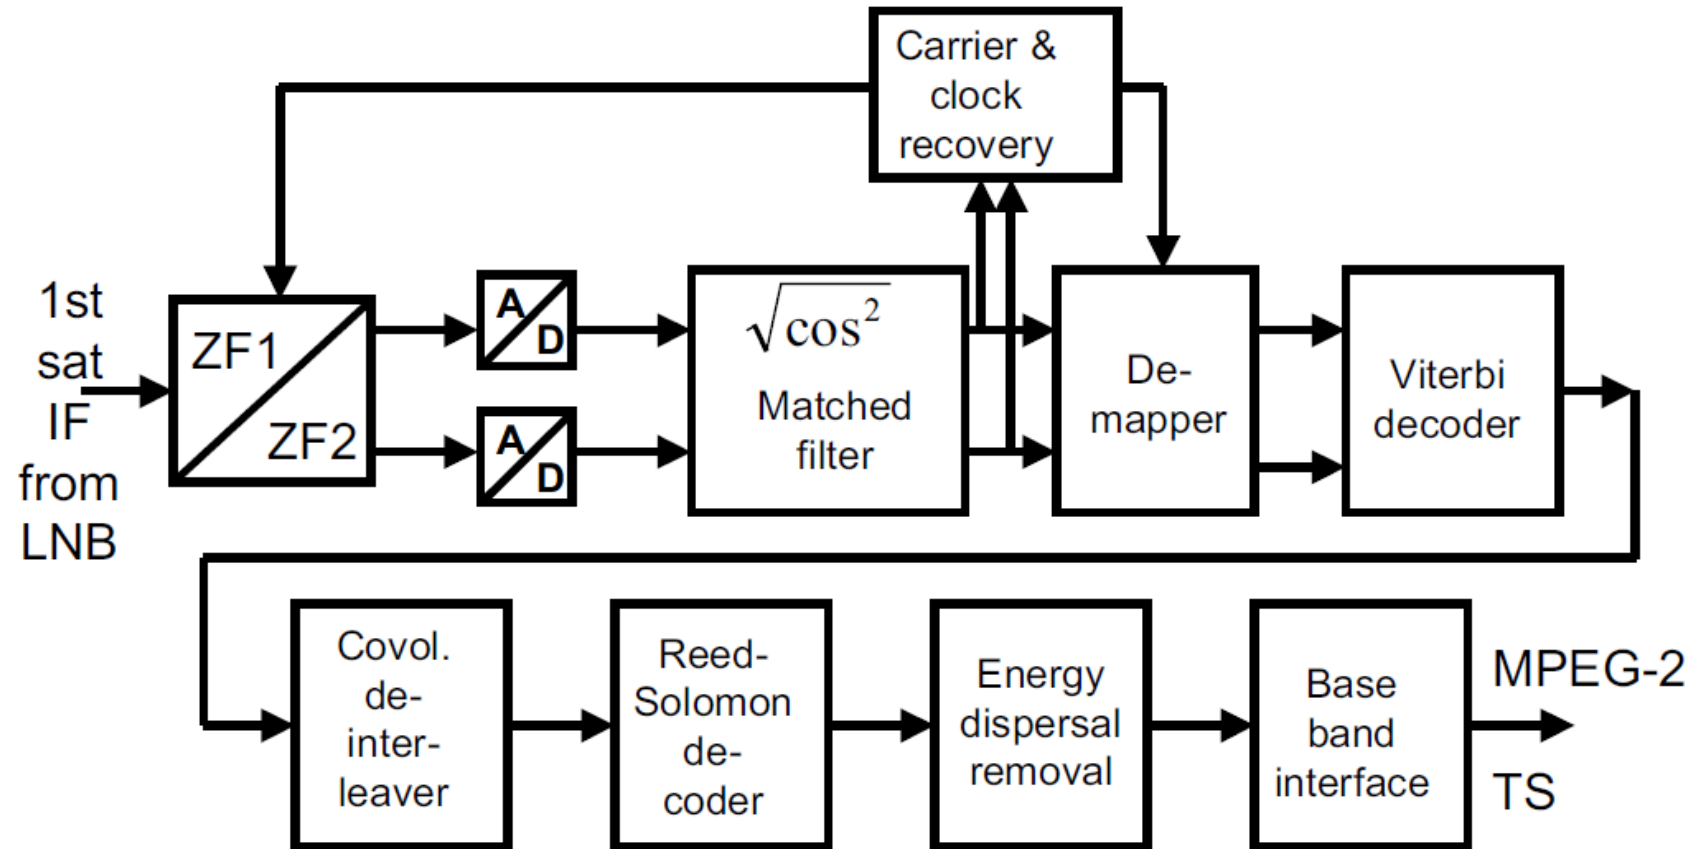 Carrier &
clock
recovery
1st
sat
IF
from
LNB
ZF1
ZF2
A
D
A
D
√cos²
Matched
filter
De-
mapper
Viterbi
decoder
Covol.
de-
inter-
leaver
Reed-
Solomon
de-
coder
Energy
dispersal
removal
Base
band
interface
MPEG-2
TS